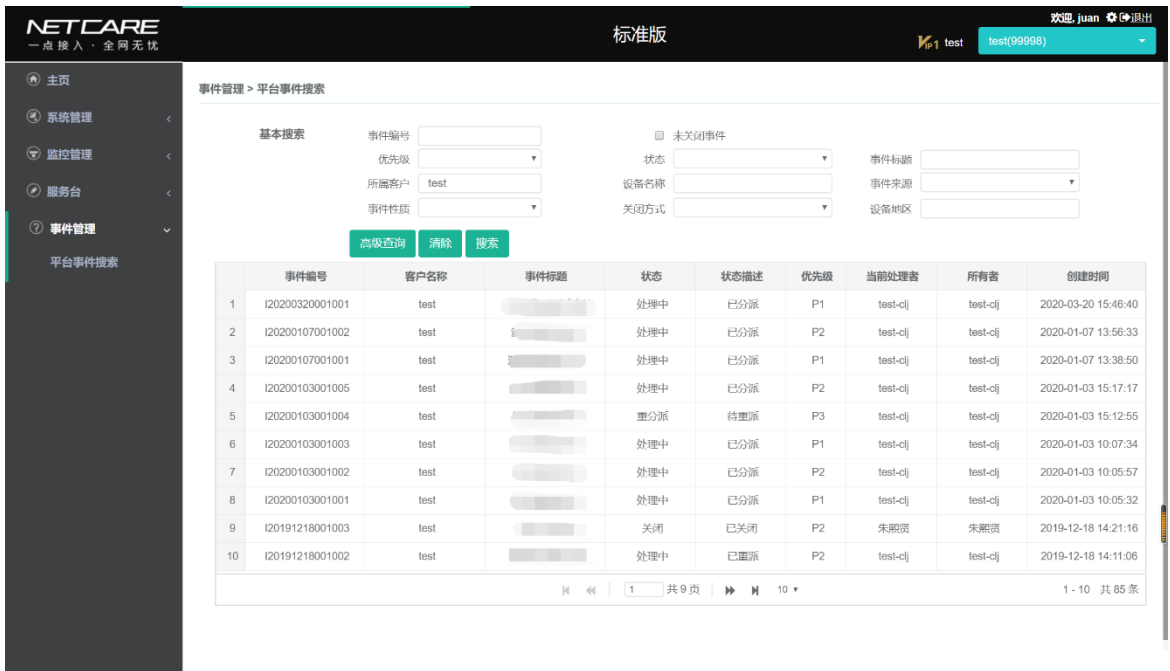 NETCARE
一点接入 · 全网无忧
标准版
欢迎, juan 退出
VIP1 test test(99998)
主页
系统管理
监控管理
服务台
事件管理
平台事件搜索
事件管理 > 平台事件搜索
基本搜索 事件编号 未关闭事件
优先级 状态 事件标题
所属客户 test 设备名称 事件来源
事件性质 关闭方式 设备地区
高级查询 清除 搜索
事件编号 客户名称 事件标题 状态 状态描述 优先级 当前处理者 所有者 创建时间
1 I20200320001001 test 处理中 已分派 P1 test-clj test-clj 2020-03-20 15:46:40
2 I20200107001002 test 处理中 已分派 P2 test-clj test-clj 2020-01-07 13:56:33
3 I20200107001001 test 处理中 已分派 P1 test-clj test-clj 2020-01-07 13:38:50
4 I20200103001005 test 处理中 已分派 P2 test-clj test-clj 2020-01-03 15:17:17
5 I20200103001004 test 重分派 待重派 P3 test-clj test-clj 2020-01-03 15:12:55
6 I20200103001003 test 处理中 已分派 P1 test-clj test-clj 2020-01-03 10:07:34
7 I20200103001002 test 处理中 已分派 P2 test-clj test-clj 2020-01-03 10:05:57
8 I20200103001001 test 处理中 已分派 P1 test-clj test-clj 2020-01-03 10:05:32
9 I20191218001003 test 关闭 已关闭 P2 朱熙贤 朱熙贤 2019-12-18 14:21:16
10 I20191218001002 test 处理中 已重派 P2 test-clj test-clj 2019-12-18 14:11:06
1 共 9 页 10 1 - 10 共 85 条